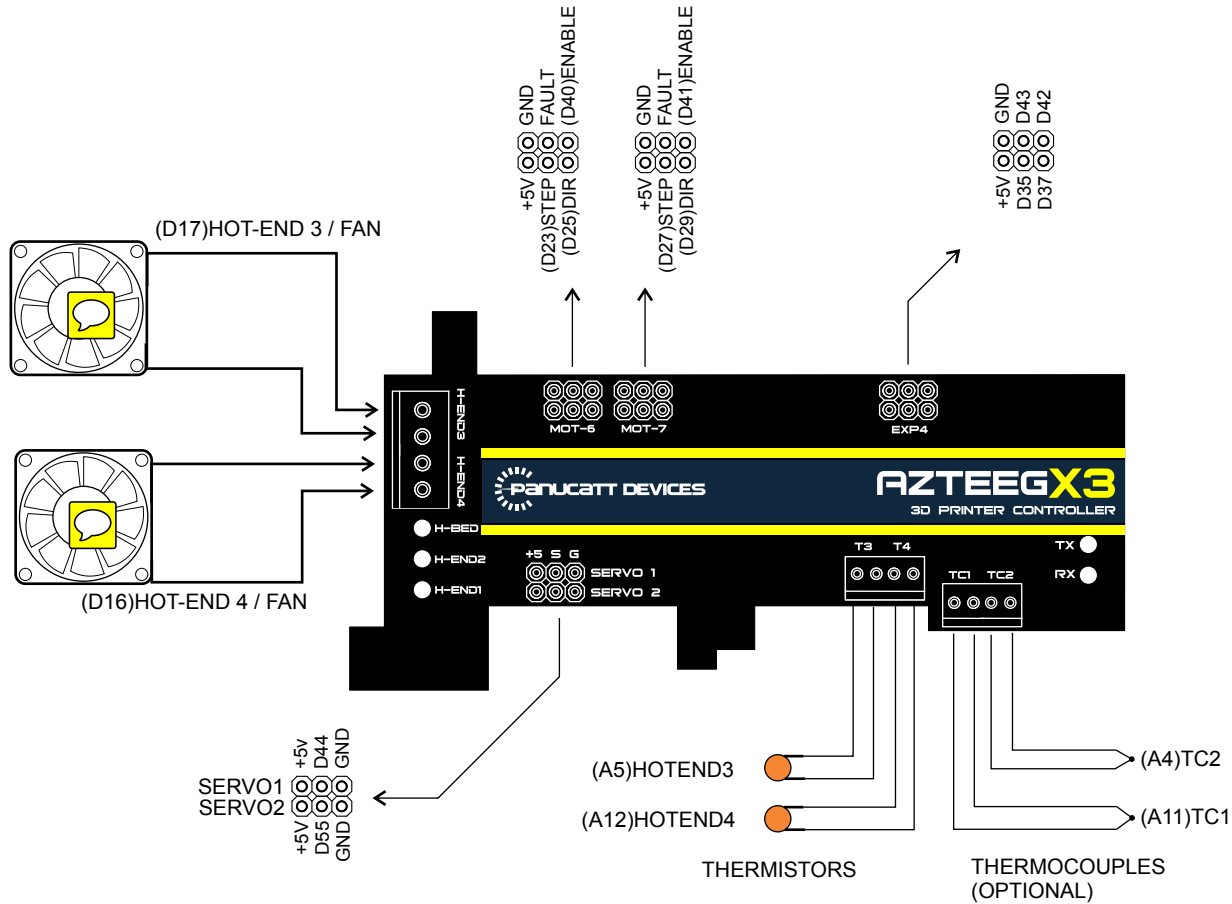 GND
FAULT
(D40)ENABLE
+5V
(D23)STEP
(D25)DIR
GND
FAULT
(D41)ENABLE
+5V
(D27)STEP
(D29)DIR
GND
D43
D42
+5V
D35
D37
(D17)HOT-END 3 / FAN
H-END3
H-END4
MOT-6
MOT-7
EXP4
PANUCATT DEVICES
AZTEEGX3
3D PRINTER CONTROLLER
H-BED
H-END2
H-END1
+5 S G
SERVO 1
SERVO 2
T3 T4
TC1 TC2
TX
RX
(D16)HOT-END 4 / FAN
+5v
D44
GND
SERVO1
SERVO2
+5V
D55
GND
(A5)HOTEND3
(A12)HOTEND4
(A4)TC2
(A11)TC1
THERMISTORS
THERMOCOUPLES
(OPTIONAL)